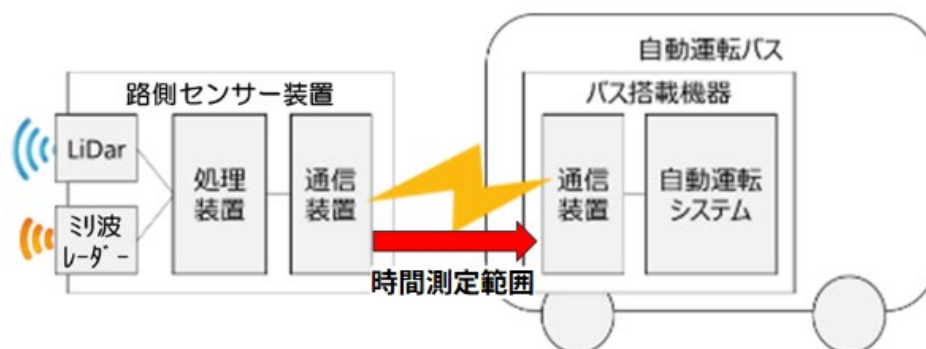 自動運転バス
路側センサー装置
バス搭載機器
LiDar
処理
装置
通信
装置
通信
装置
自動運転
システム
ミリ波
レーダー
時間測定範囲